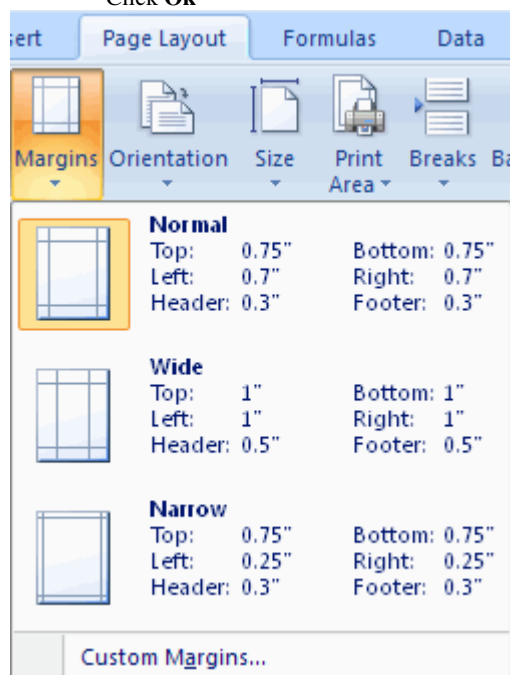 Click Ok
sert Page Layout Formulas Data
Margins Orientation Size Print Area Breaks Ba
Normal
Top: 0.75" Bottom: 0.75"
Left: 0.7" Right: 0.7"
Header: 0.3" Footer: 0.3"
Wide
Top: 1" Bottom: 1"
Left: 1" Right: 1"
Header: 0.5" Footer: 0.5"
Narrow
Top: 0.75" Bottom: 0.75"
Left: 0.25" Right: 0.25"
Header: 0.3" Footer: 0.3"
Custom Margins...